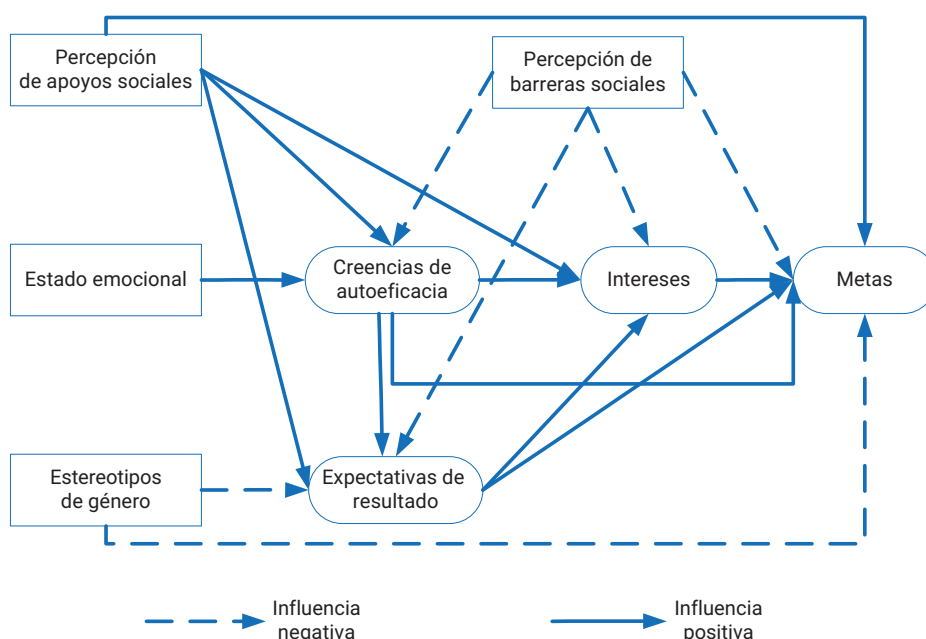 Percepción
de apoyos sociales
Percepción de
barreras sociales
Estado emocional
Creencias de
autoeficacia
Intereses
Metas
Estereotipos
de género
Expectativas de
resultado
Influencia
negativa
Influencia
positiva